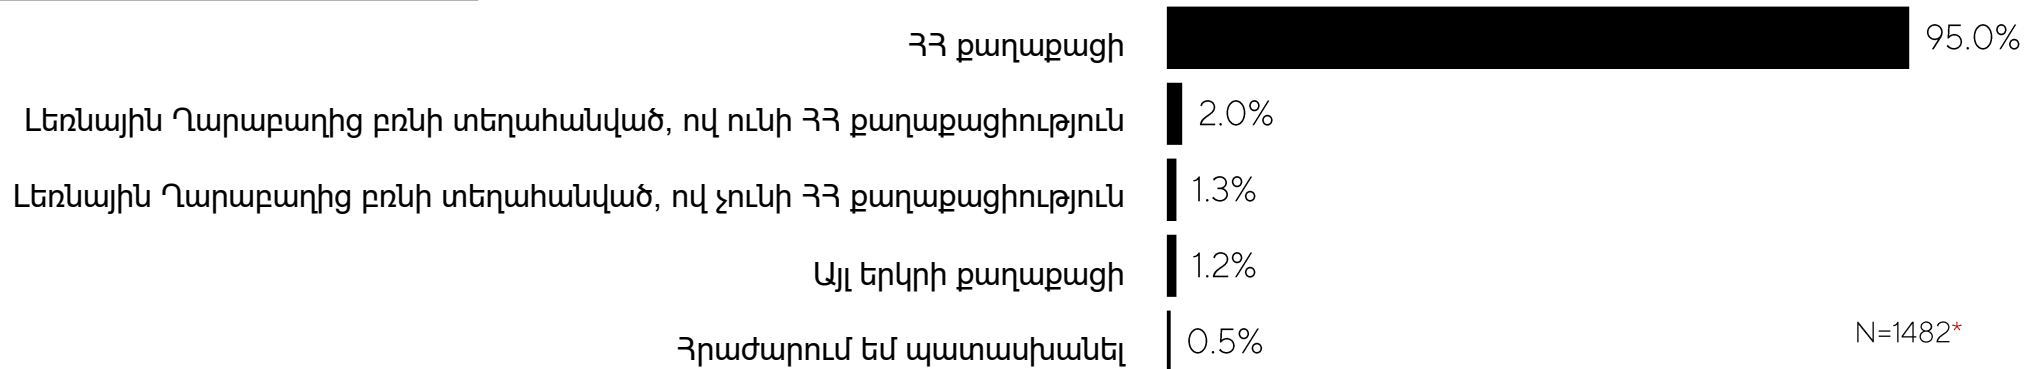 ՀՀ քաղաքացի 95.0%
Լեռնային Ղարաբաղից բռնի տեղահանված, ով ունի ՀՀ քաղաքացիություն 2.0%
Լեռնային Ղարաբաղից բռնի տեղահանված, ով չունի ՀՀ քաղաքացիություն 1.3%
Այլ երկրի քաղաքացի 1.2%
Հրաժարում եմ պատասխանել 0.5%
N=1482*